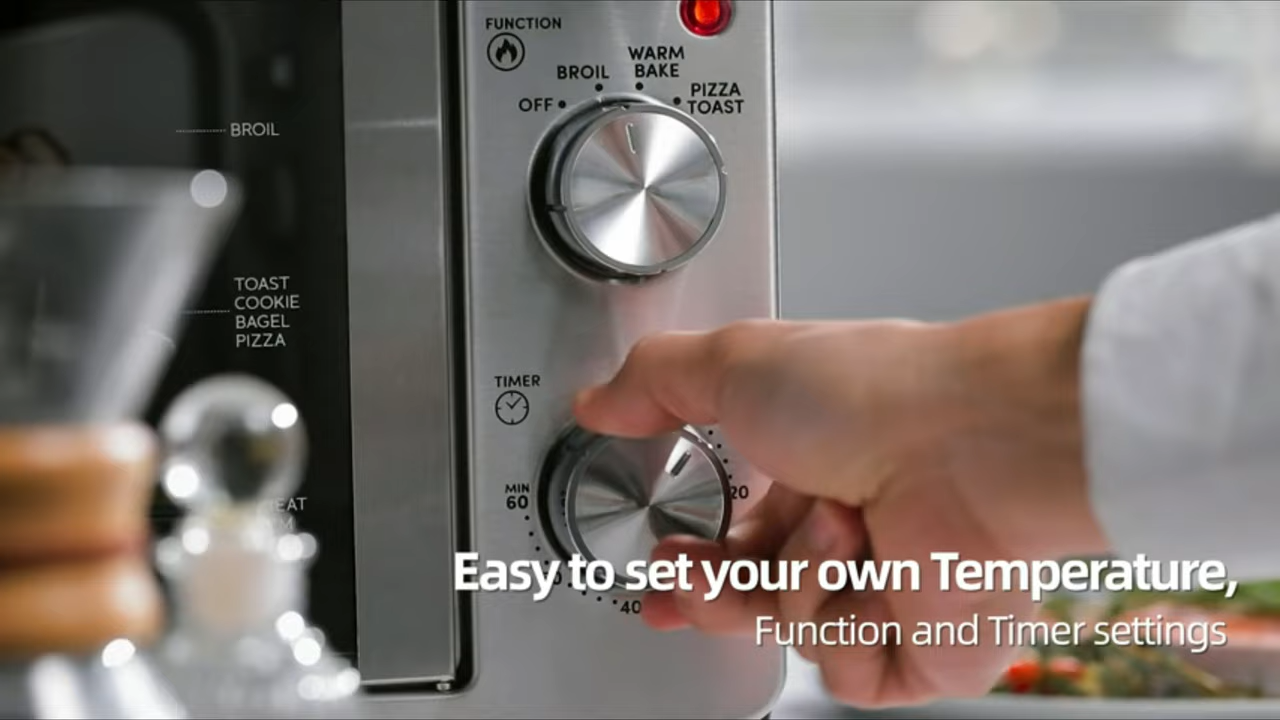 FUNCTION
WARM
BAKE
BROIL
PIZZA
TOAST
OFF
BROIL
TOAST
COOKIE
BAGEL
PIZZA
TIMER
MIN
60
20
40
Easy to set your own Temperature,
Function and Timer settings